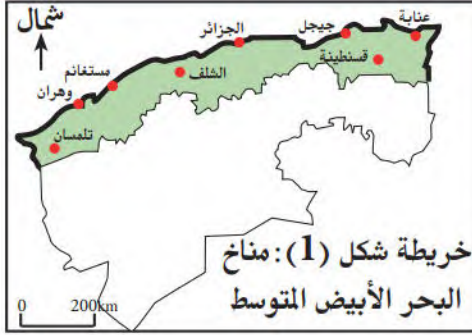 شمال
عنابة
جيجل
الجزائر
قسنطينة
مستغانم
الشلف
وهران
تلمسان
خريطة شكل (1): مناخ
البحر الأبيض المتوسط
0 200km